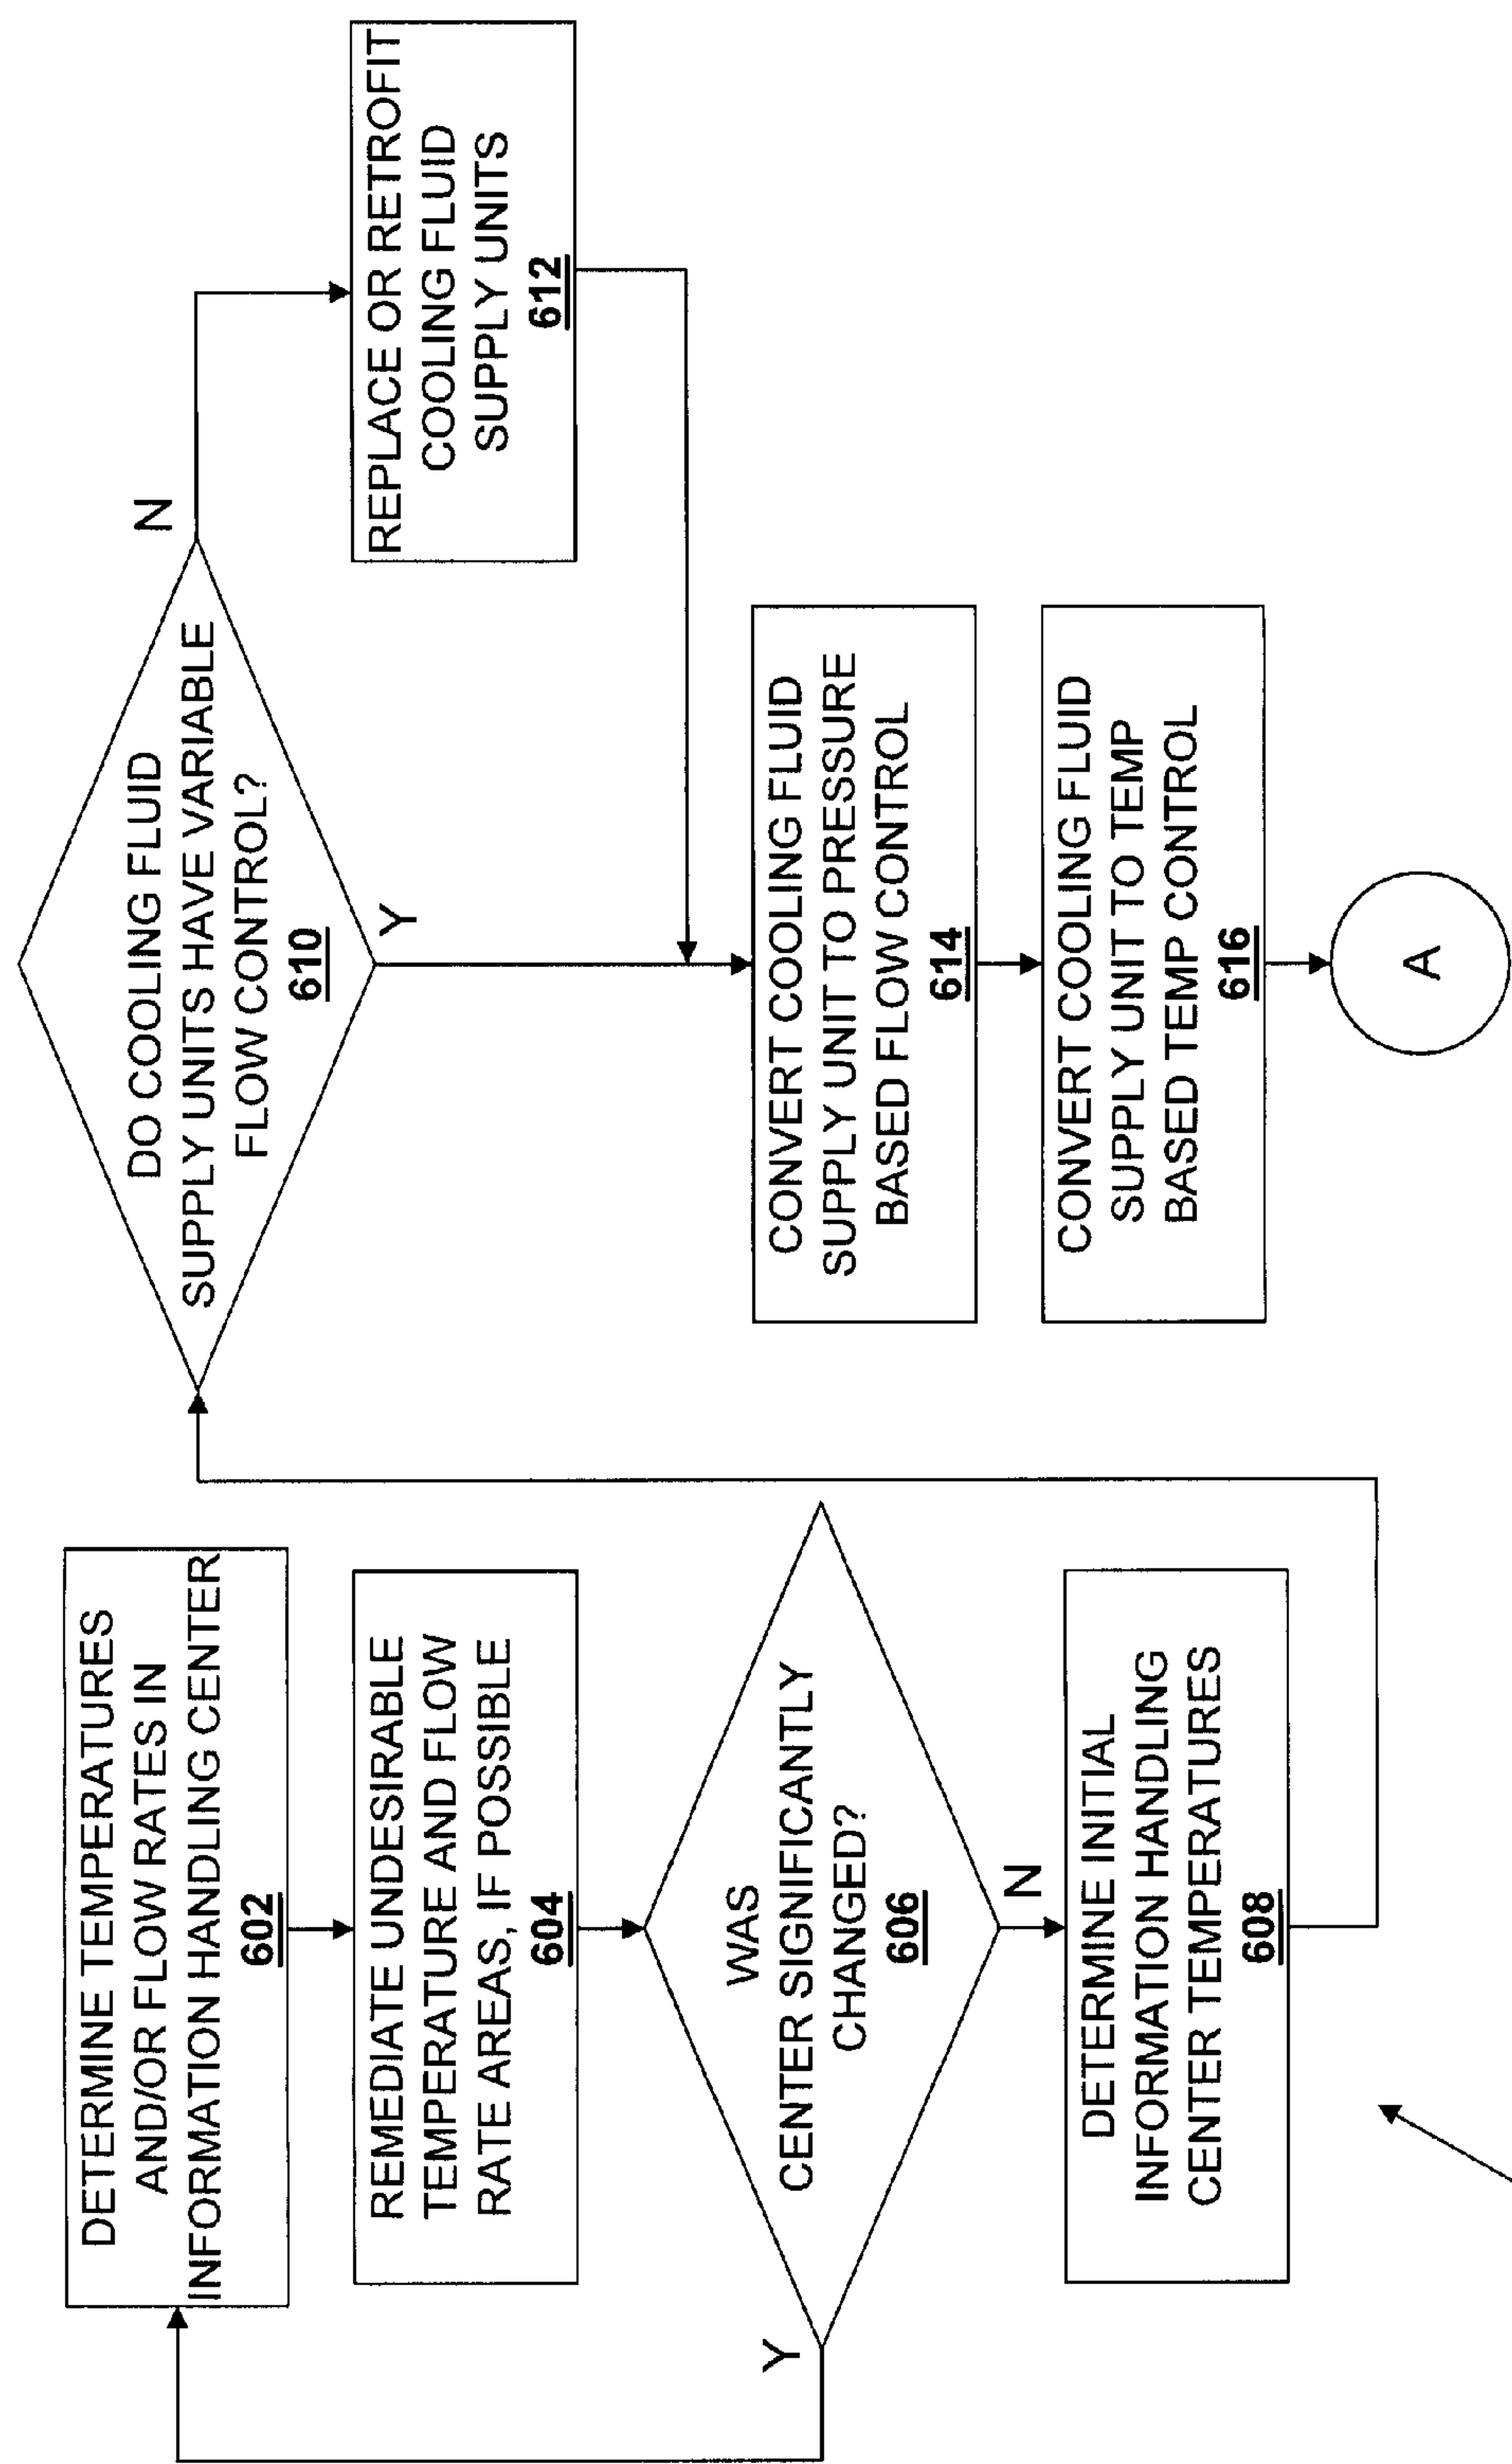 DETERMINE TEMPERATURES
AND/OR FLOW RATES IN
INFORMATION HANDLING CENTER
602
REMEDIATE UNDESIRABLE
TEMPERATURE AND FLOW
RATE AREAS, IF POSSIBLE
604
WAS
CENTER SIGNIFICANTLY
CHANGED?
606
Y
N
DETERMINE INITIAL
INFORMATION HANDLING
CENTER TEMPERATURES
608
DO COOLING FLUID
SUPPLY UNITS HAVE VARIABLE
FLOW CONTROL?
610
N
Y
REPLACE OR RETROFIT
COOLING FLUID
SUPPLY UNITS
612
CONVERT COOLING FLUID
SUPPLY UNIT TO PRESSURE
BASED FLOW CONTROL
614
CONVERT COOLING FLUID
SUPPLY UNIT TO TEMP
BASED TEMP CONTROL
616
A